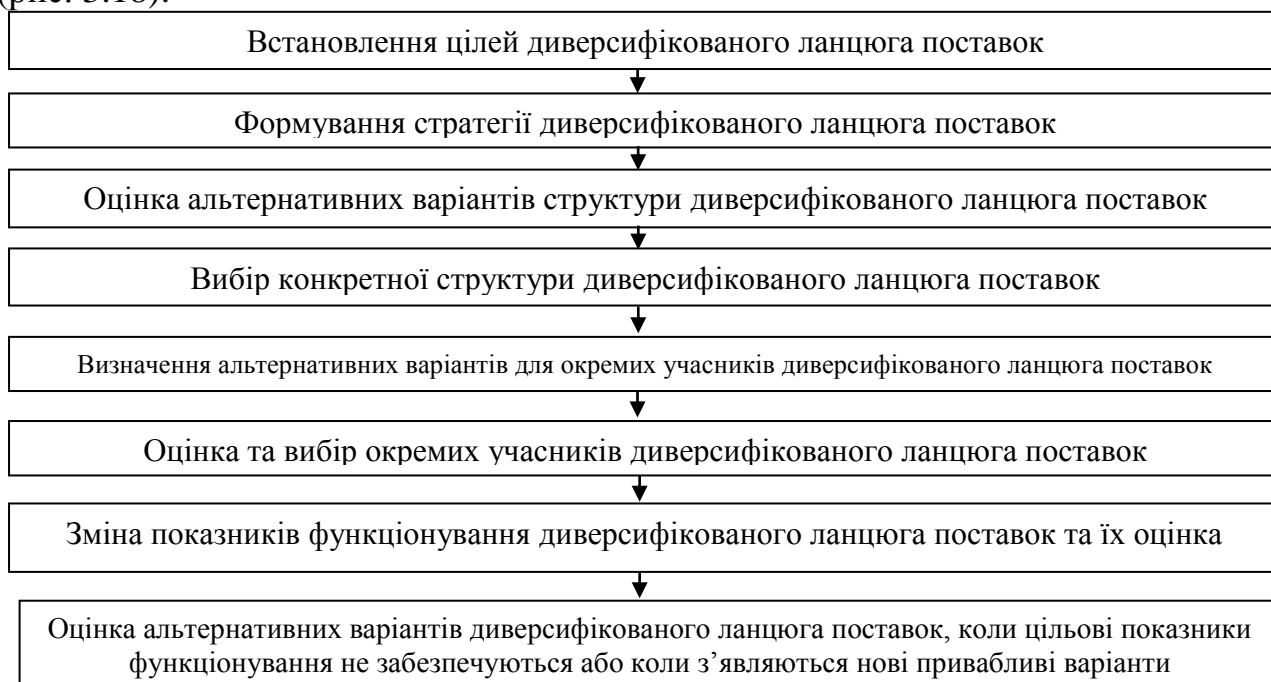 (рис. 3.18).
Встановлення цілей диверсифікованого ланцюга поставок
Формування стратегії диверсифікованого ланцюга поставок
Оцінка альтернативних варіантів структури диверсифікованого ланцюга поставок
Вибір конкретної структури диверсифікованого ланцюга поставок
Визначення альтернативних варіантів для окремих учасників диверсифікованого ланцюга поставок
Оцінка та вибір окремих учасників диверсифікованого ланцюга поставок
Зміна показників функціонування диверсифікованого ланцюга поставок та їх оцінка
Оцінка альтернативних варіантів диверсифікованого ланцюга поставок, коли цільові показники
функціонування не забезпечуються або коли з’являються нові привабливі варіанти